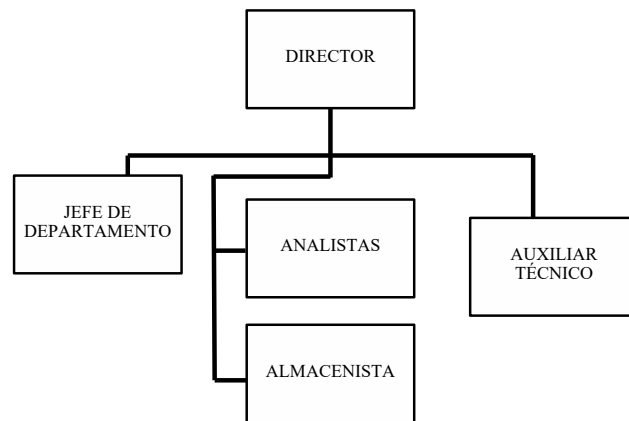 DIRECTOR
JEFE DE
DEPARTAMENTO
ANALISTAS
AUXILIAR
TÉCNICO
ALMACENISTA